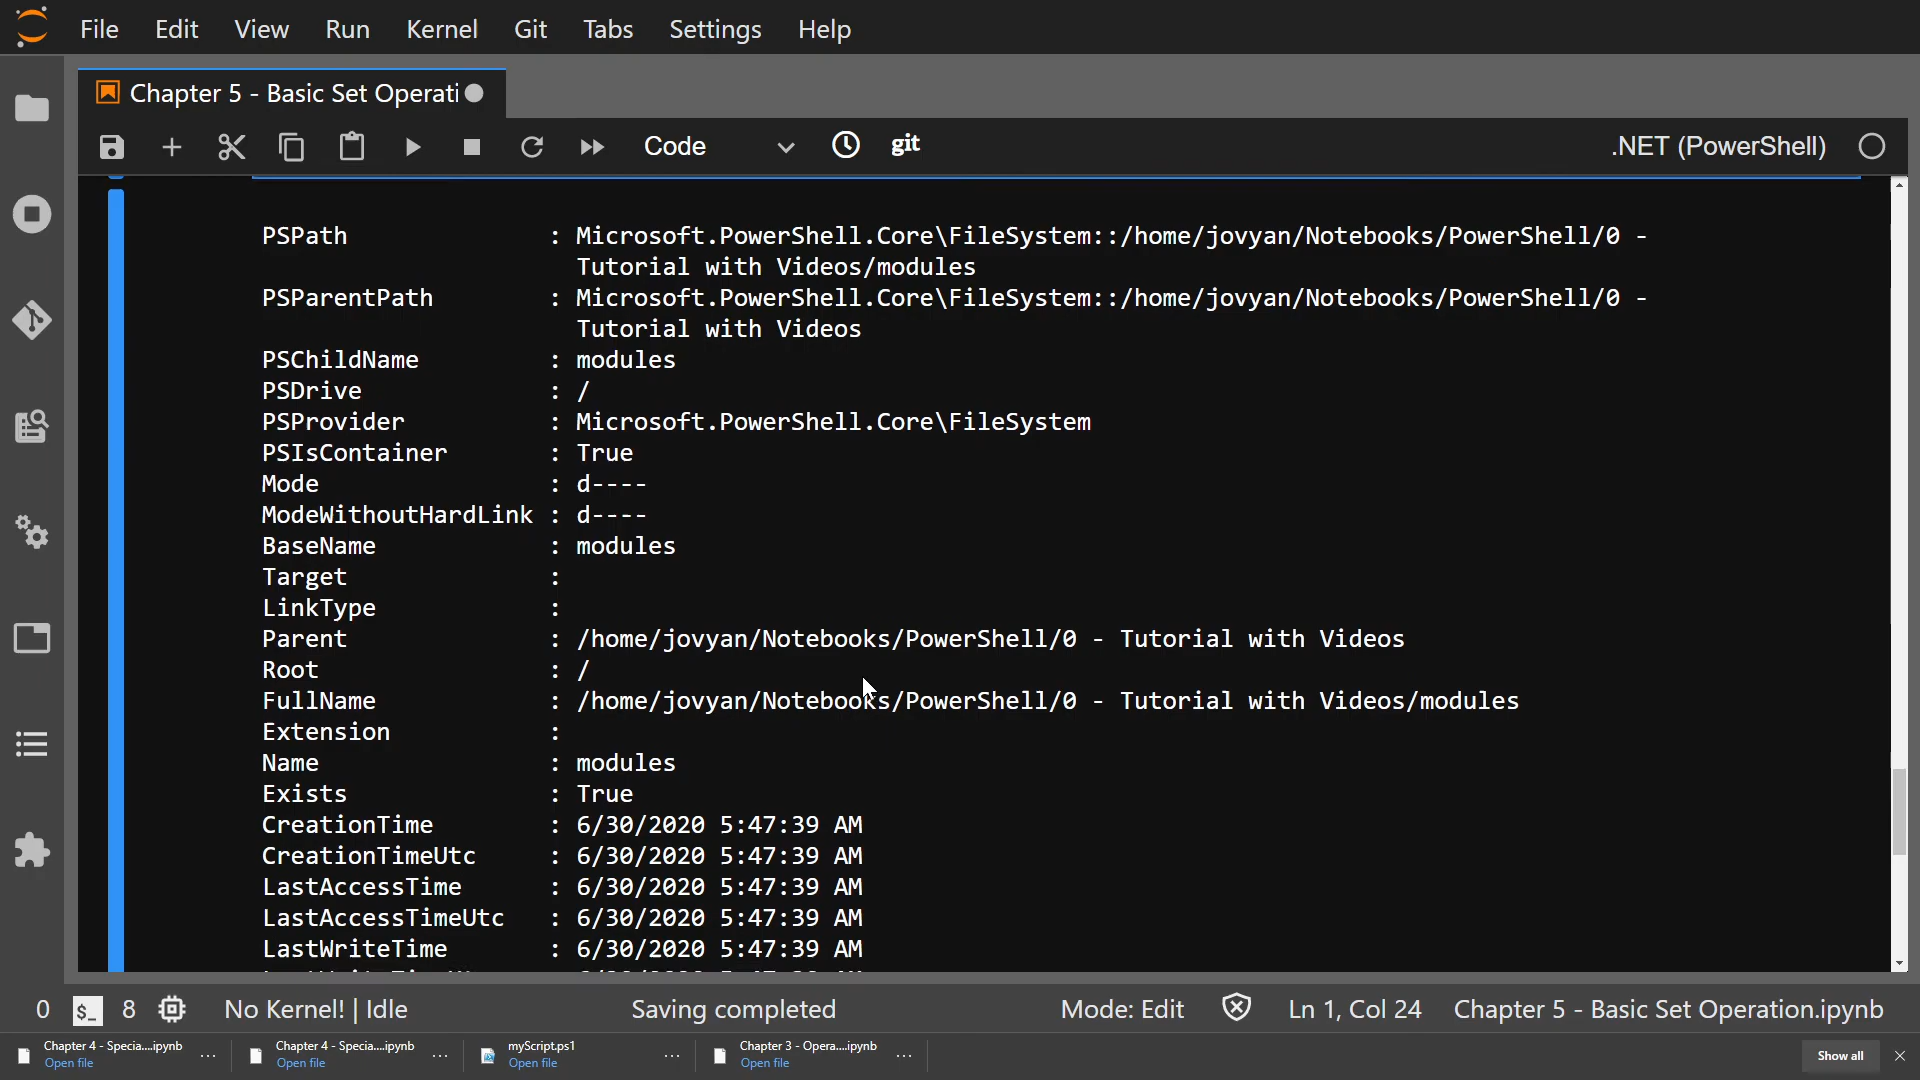 File Edit View Run Kernel Git Tabs Settings Help
Chapter 5 - Basic Set Operati
Code git .NET (PowerShell)
PSPath : Microsoft.PowerShell.Core\FileSystem::/home/jovyan/Notebooks/PowerShell/0 -
Tutorial with Videos/modules
PSParentPath : Microsoft.PowerShell.Core\FileSystem::/home/jovyan/Notebooks/PowerShell/0 -
Tutorial with Videos
PSChildName : modules
PSDrive : /
PSProvider : Microsoft.PowerShell.Core\FileSystem
PSIsContainer : True
Mode : d----
ModeWithoutHardLink : d----
BaseName : modules
Target :
LinkType :
Parent : /home/jovyan/Notebooks/PowerShell/0 - Tutorial with Videos
Root : /
FullName : /home/jovyan/Notebooks/PowerShell/0 - Tutorial with Videos/modules
Extension :
Name : modules
Exists : True
CreationTime : 6/30/2020 5:47:39 AM
CreationTimeUtc : 6/30/2020 5:47:39 AM
LastAccessTime : 6/30/2020 5:47:39 AM
LastAccessTimeUtc : 6/30/2020 5:47:39 AM
LastWriteTime : 6/30/2020 5:47:39 AM
0 $_ 8 No Kernel! | Idle Saving completed Mode: Edit Ln 1, Col 24 Chapter 5 - Basic Set Operation.ipynb
Chapter 4 - Specia....ipynb Chapter 4 - Specia....ipynb myScript.ps1 Chapter 3 - Opera....ipynb Show all
Open file Open file Open file Open file